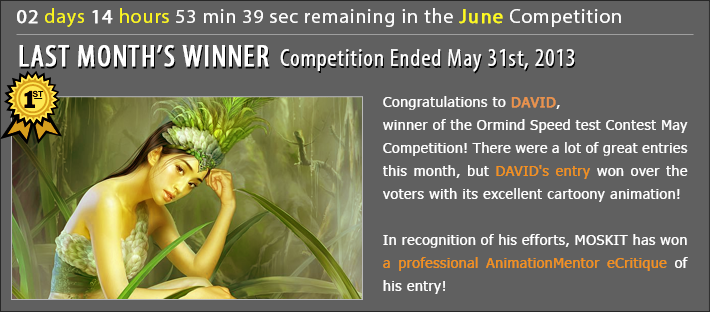 02 days 14 hours 53 min 39 sec remaining in the June Competition
LAST MONTH'S WINNER Competition Ended May 31st, 2013
1ST
Congratulations to DAVID,
winner of the Ormind Speed test Contest May
Competition! There were a lot of great entries
this month, but DAVID's entry won over the
voters with its excellent cartoony animation!
In recognition of his efforts, MOSKIT has won
a professional AnimationMentor eCritique of
his entry!